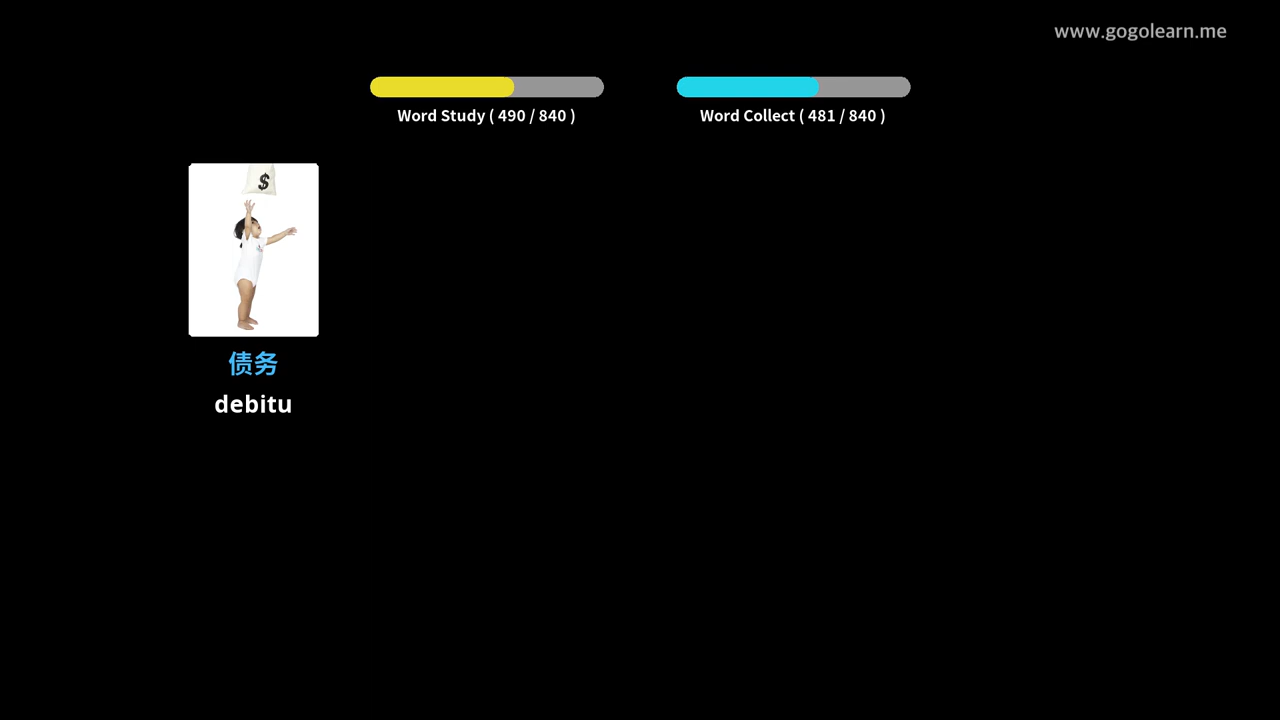 www.gogolearn.me
Word Study ( 490 / 840 )
Word Collect ( 481 / 840 )
$
债务
debitu